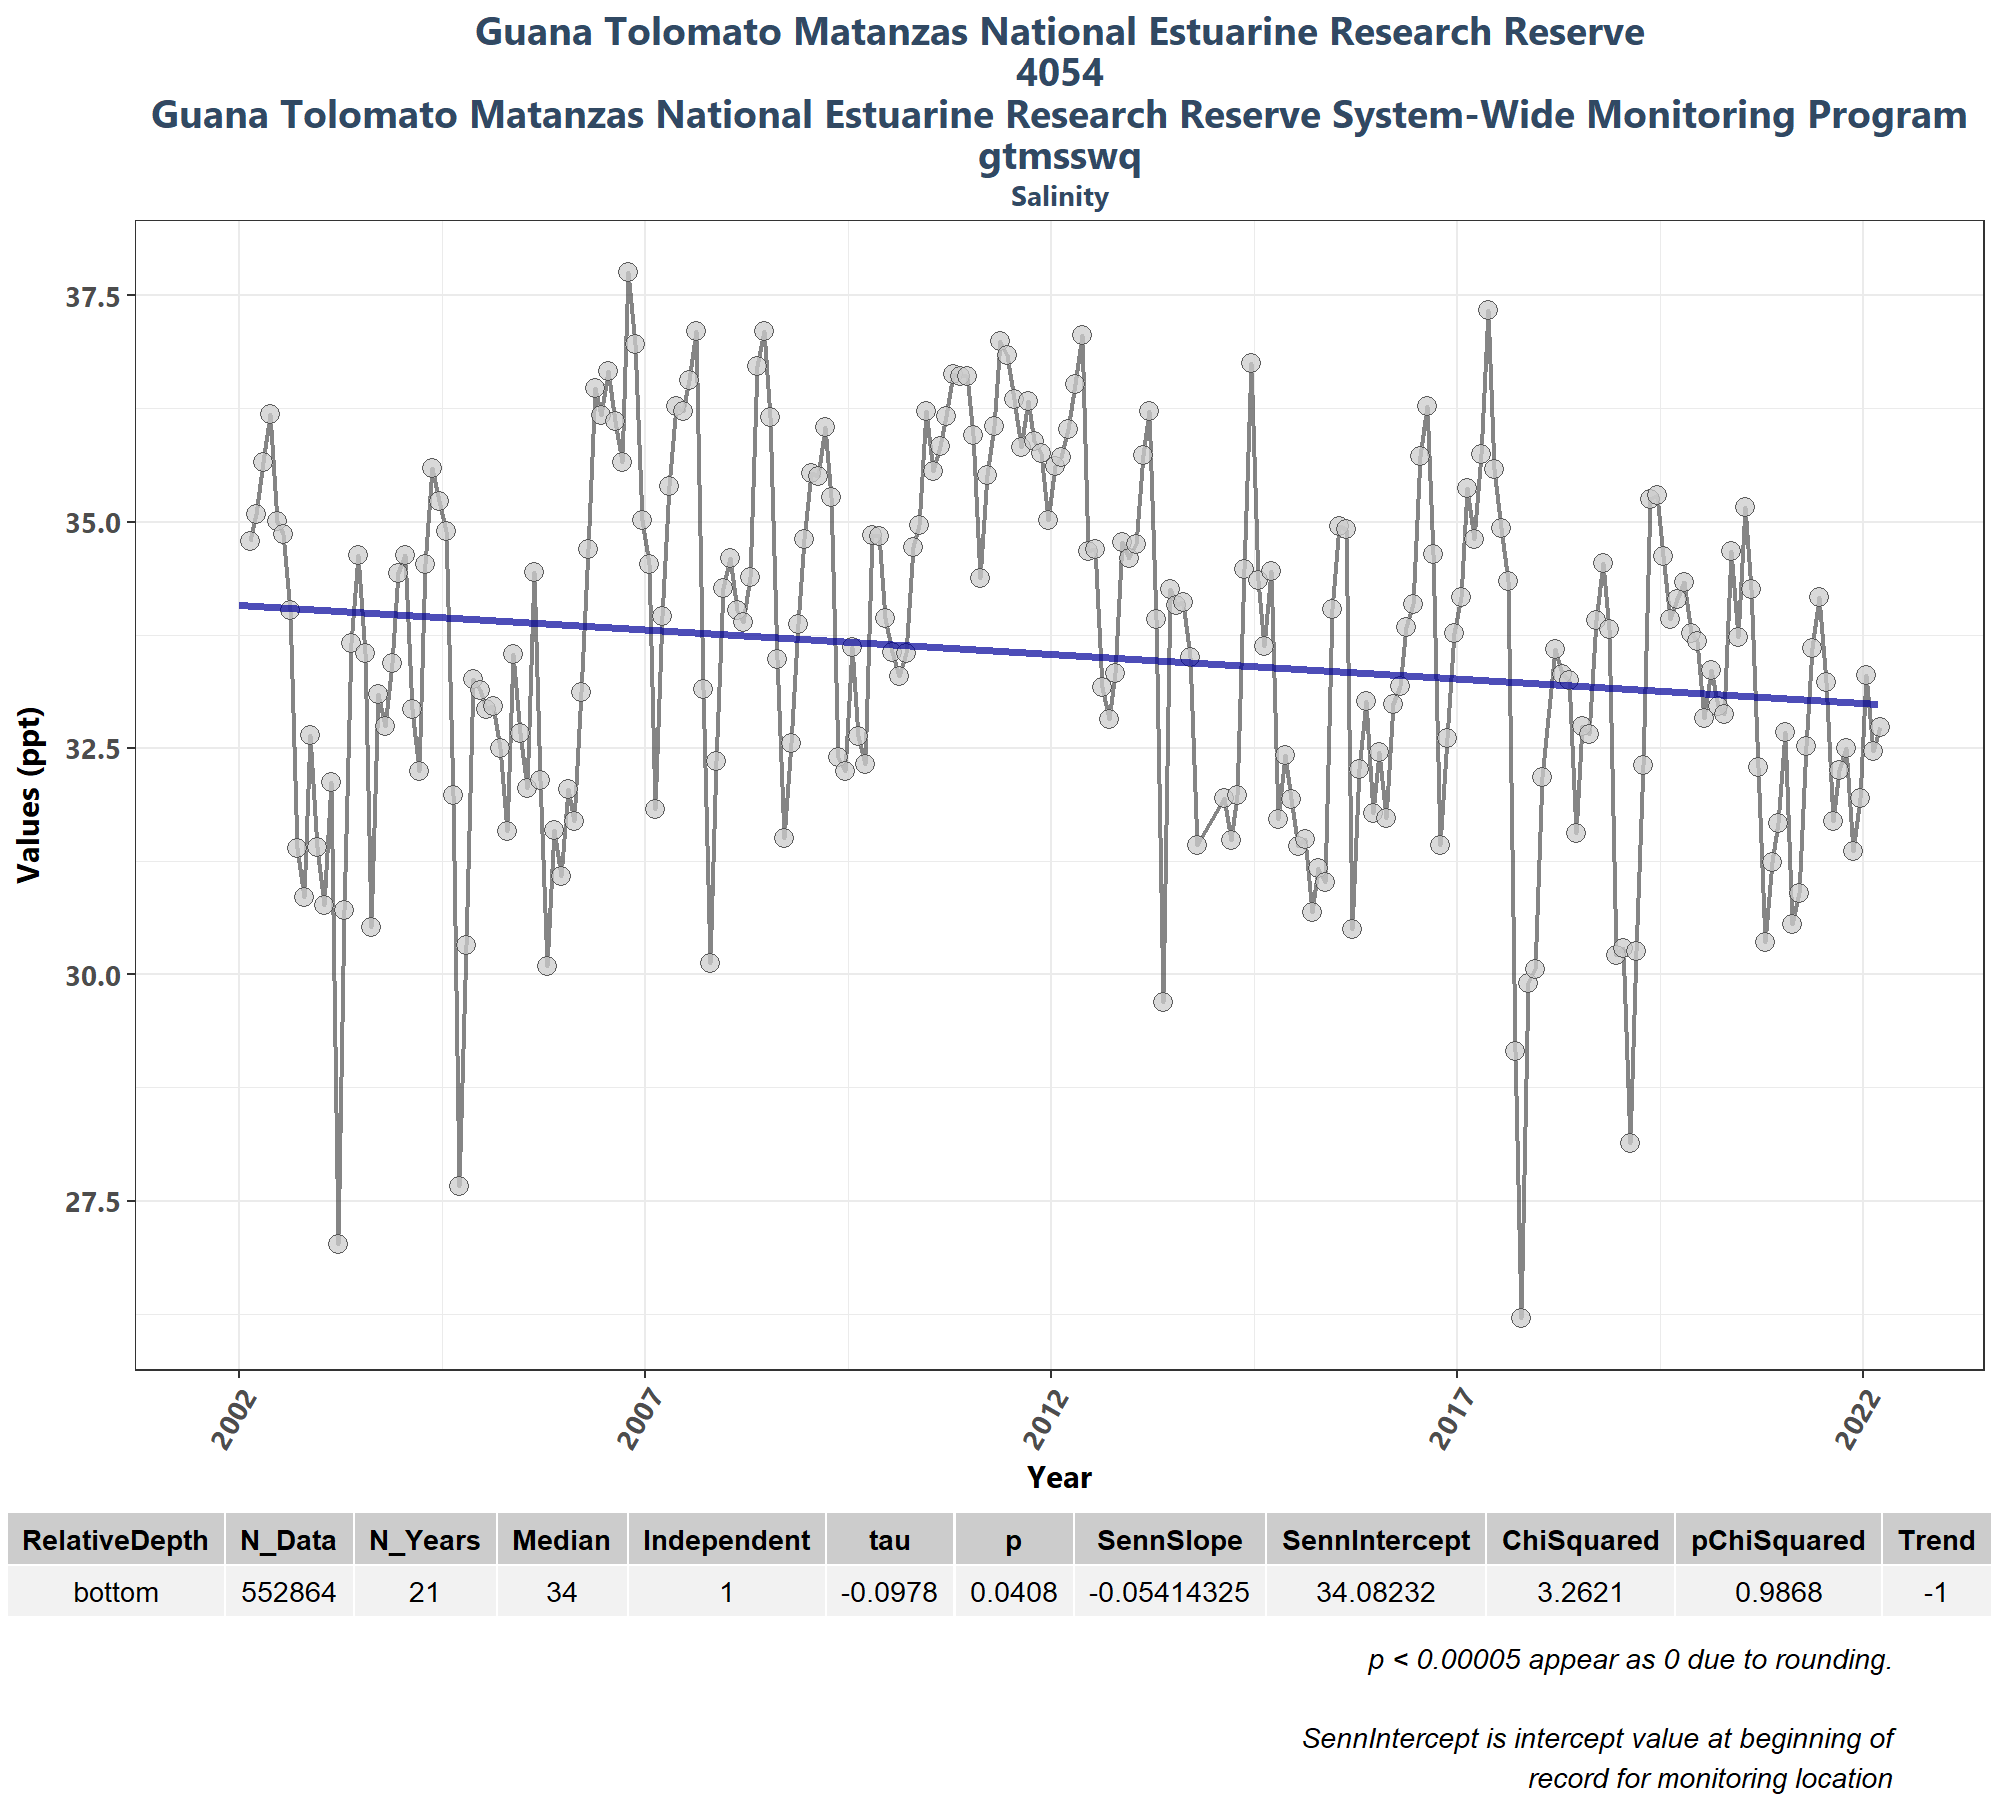 Guana Tolomato Matanzas National Estuarine Research Reserve
4054
Guana Tolomato Matanzas National Estuarine Research Reserve System-Wide Monitoring Program
gtmsswq
Salinity
37.5
35.0
32.5
30.0
27.5
Values (ppt)
2002 2007 2012 2017 2022
Year
RelativeDepth N_Data N_Years Median Independent tau p SennSlope SennIntercept ChiSquared pChiSquared Trend
bottom 552864 21 34 1 -0.0978 0.0408 -0.05414325 34.08232 3.2621 0.9868 -1
p < 0.00005 appear as 0 due to rounding.
SennIntercept is intercept value at beginning of
record for monitoring location